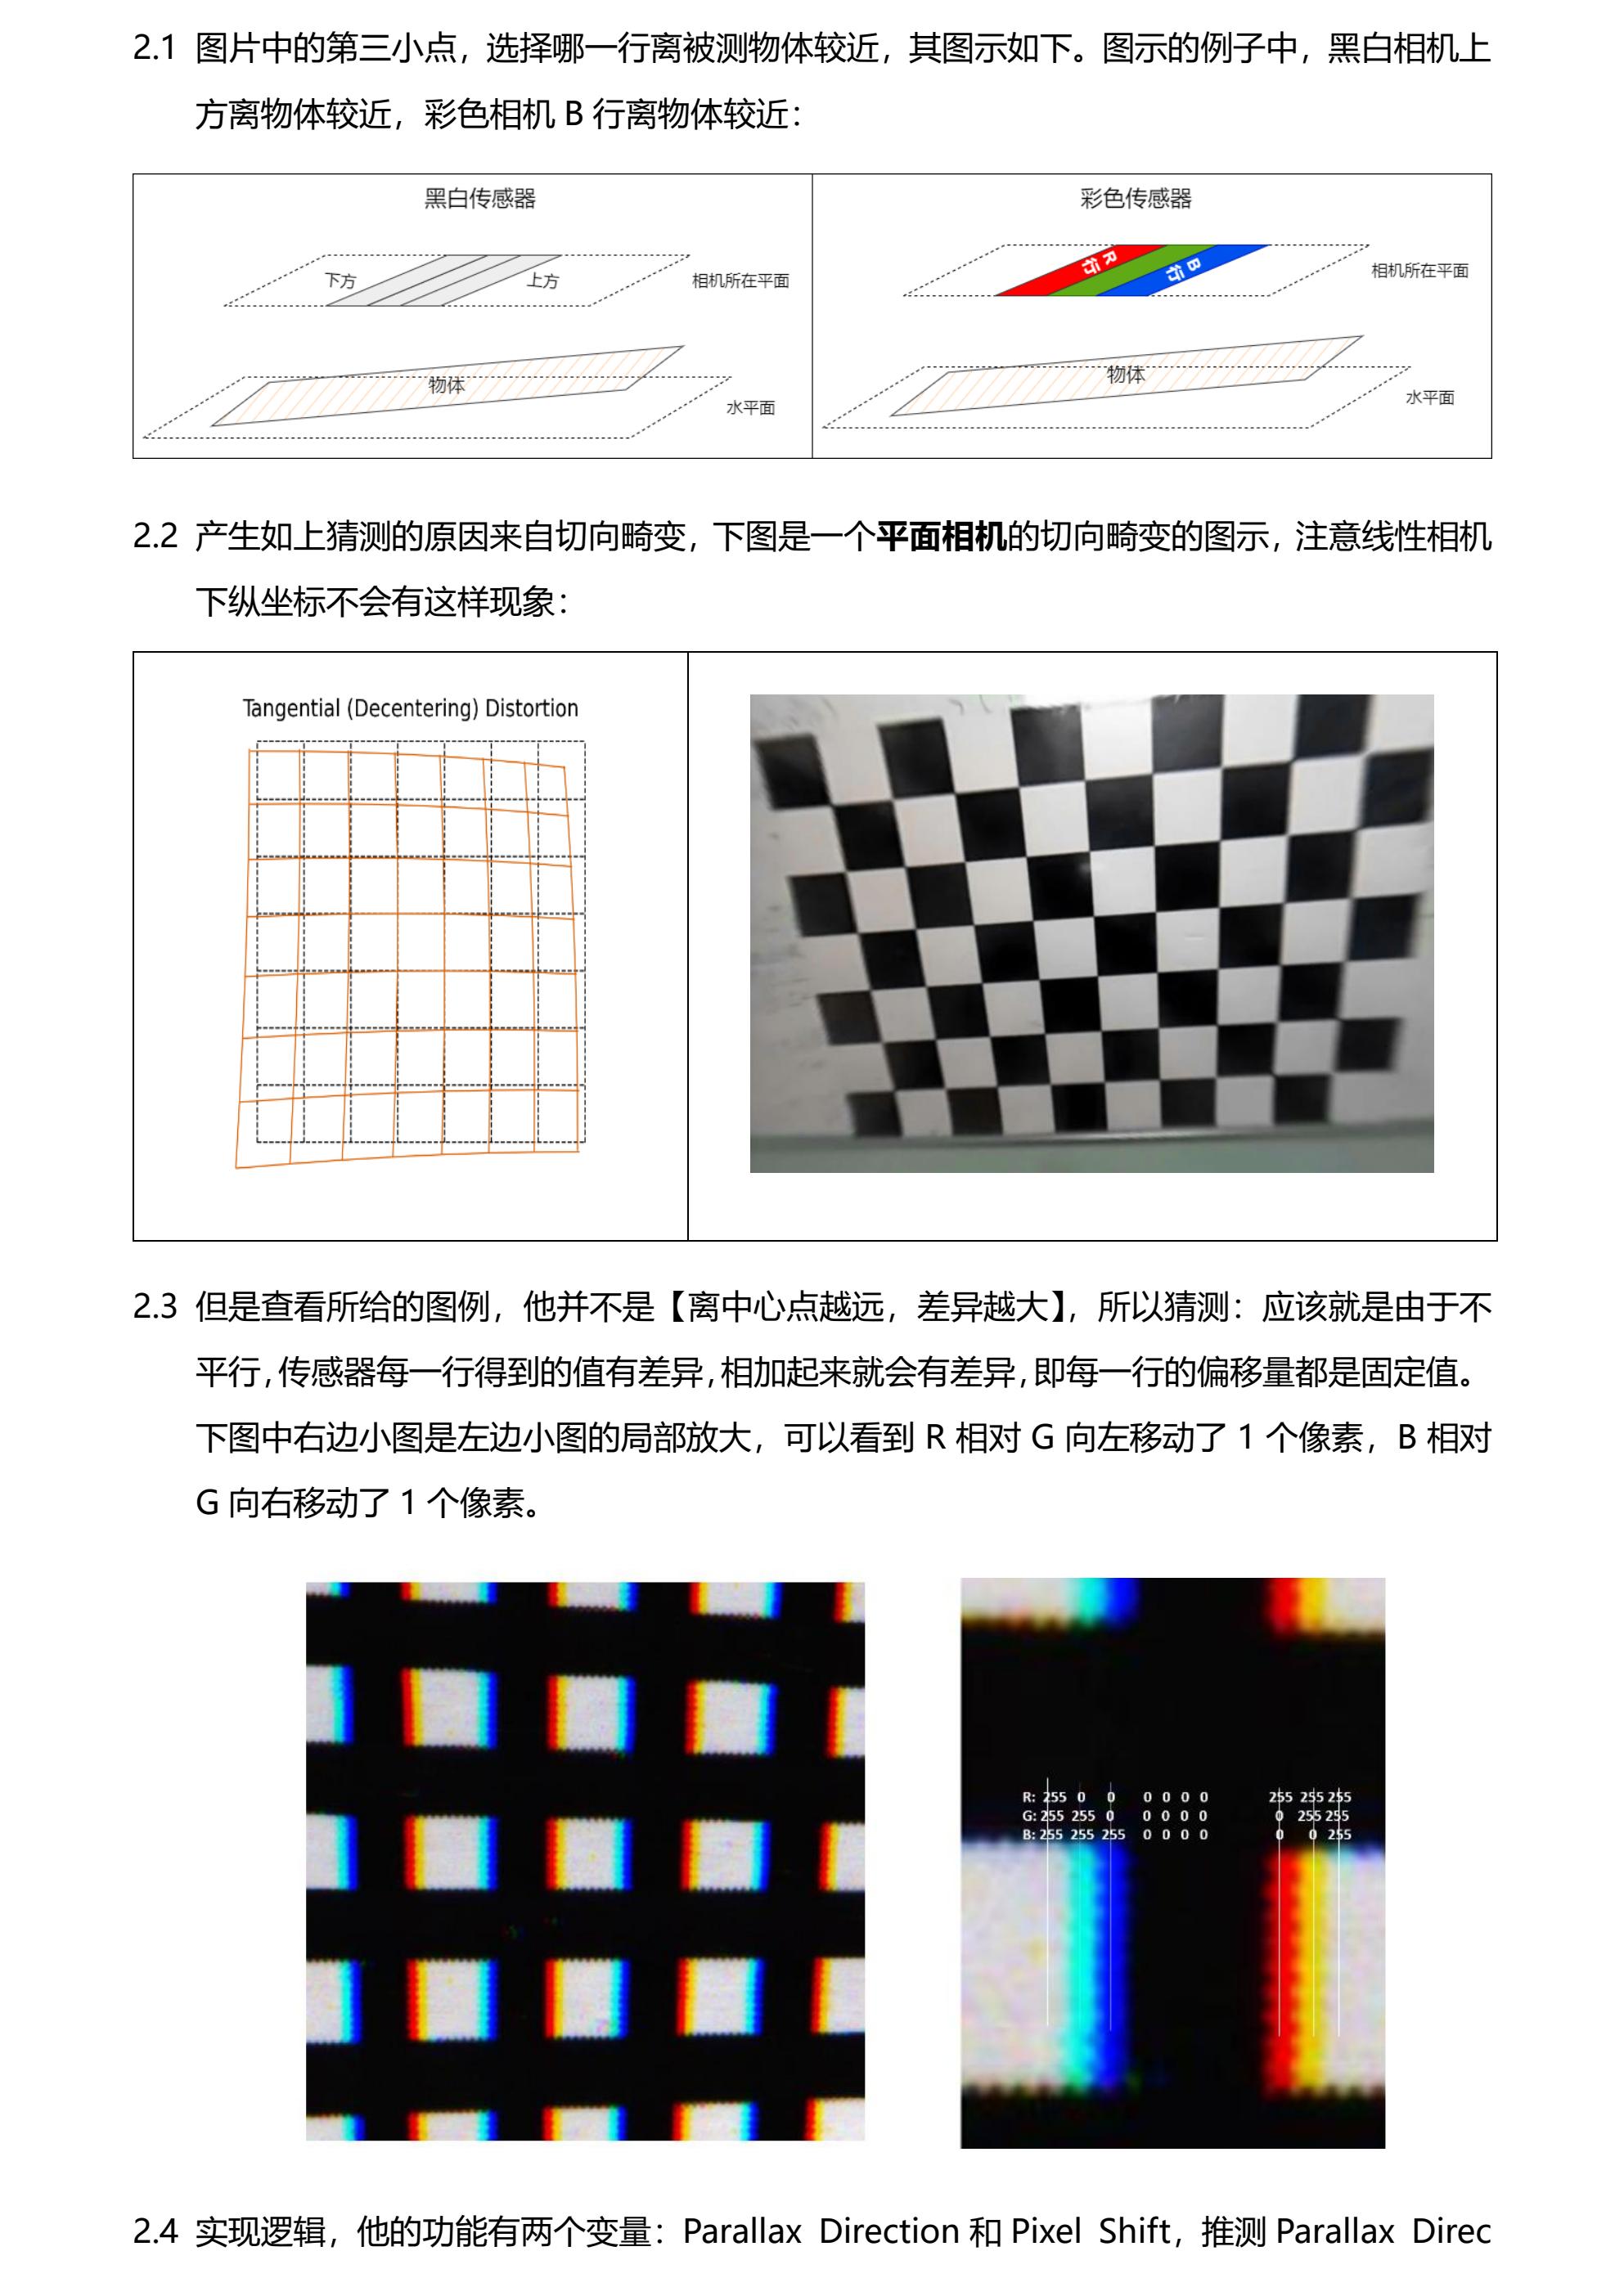 2.1 图片中的第三小点，选择哪一行离被测物体较近，其图示如下。图示的例子中，黑白相机上
方离物体较近，彩色相机 B 行离物体较近：
黑白传感器
下方
上方
相机所在平面
物体
水平面
彩色传感器
R行
B行
相机所在平面
物体
水平面
2.2 产生如上猜测的原因来自切向畸变，下图是一个平面相机的切向畸变的图示，注意线性相机
下纵坐标不会有这样现象：
Tangential (Decentering) Distortion
2.3 但是查看所给的图例，他并不是【离中心点越远，差异越大】，所以猜测：应该就是由于不
平行，传感器每一行得到的值有差异，相加起来就会有差异，即每一行的偏移量都是固定值。
下图中右边小图是左边小图的局部放大，可以看到 R 相对 G 向左移动了 1 个像素，B 相对
G 向右移动了 1 个像素。
R: 255 0 0 0 0 0 0 255 255 255
G: 255 255 0 0 0 0 0 0 255 255
B: 255 255 255 0 0 0 0 0 0 255
2.4 实现逻辑，他的功能有两个变量：Parallax Direction 和 Pixel Shift，推测 Parallax Direc